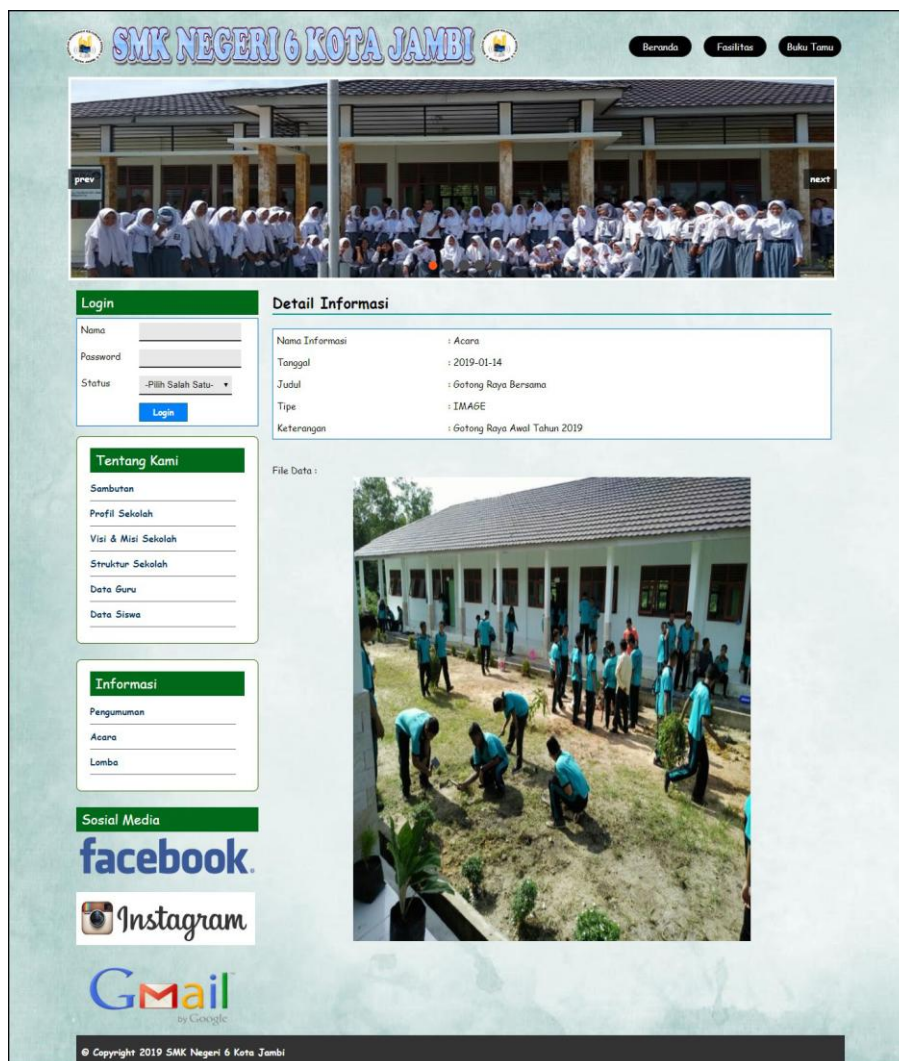 SMK NEGERI 6 KOTA JAMBI
Beranda Fasilitas Buku Tamu
prev next
Login
Nama
Password
Status -Pilih Salah Satu-
Login
Tentang Kami
Sambutan
Profil Sekolah
Visi & Misi Sekolah
Struktur Sekolah
Data Guru
Data Siswa
Informasi
Pengumuman
Acara
Lomba
Sosial Media
facebook.
Instagram
Gmail
by Google
Detail Informasi
Nama Informasi : Acara
Tanggal : 2019-01-14
Judul : Gotong Raya Bersama
Tipe : IMAGE
Keterangan : Gotong Raya Awal Tahun 2019
File Data :
© Copyright 2019 SMK Negeri 6 Kota Jambi